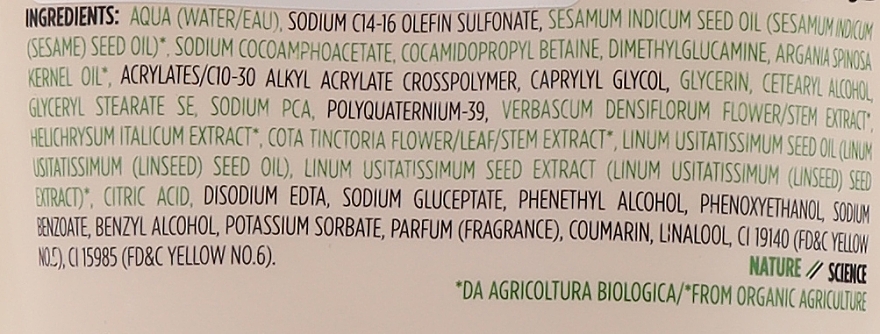 INGREDIENTS: AQUA (WATER/EAU), SODIUM C14-16 OLEFIN SULFONATE, SESAMUM INDICUM SEED OIL (SESAMUM INDICUM
(SESAME) SEED OIL)*, SODIUM COCOAMPHOACETATE, COCAMIDOPROPYL BETAINE, DIMETHYLGLUCAMINE, ARGANIA SPINOSA
KERNEL OIL*, ACRYLATES/C10-30 ALKYL ACRYLATE CROSSPOLYMER, CAPRYLYL GLYCOL, GLYCERIN, CETEARYL ALCOHOL,
GLYCERYL STEARATE SE, SODIUM PCA, POLYQUATERNIUM-39, VERBASCUM DENSIFLORUM FLOWER/STEM EXTRACT*,
HELICHRYSUM ITALICUM EXTRACT*, COTA TINCTORIA FLOWER/LEAF/STEM EXTRACT*, LINUM USITATISSIMUM SEED OIL (LINUM
USITATISSIMUM (LINSEED) SEED OIL), LINUM USITATISSIMUM SEED EXTRACT (LINUM USITATISSIMUM (LINSEED) SEED
EXTRACT)*, CITRIC ACID, DISODIUM EDTA, SODIUM GLUCEPTATE, PHENETHYL ALCOHOL, PHENOXYETHANOL, SODIUM
BENZOATE, BENZYL ALCOHOL, POTASSIUM SORBATE, PARFUM (FRAGRANCE), COUMARIN, LINALOOL, CI 19140 (FD&C YELLOW
NO.5), CI 15985 (FD&C YELLOW NO.6).
NATURE // SCIENCE
*DA AGRICOLTURA BIOLOGICA/*FROM ORGANIC AGRICULTURE